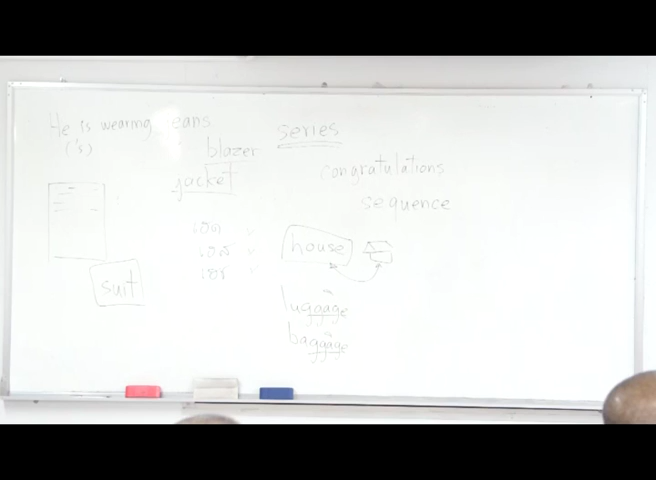 He is wearing jeans
('s)
series
blazer
jacket
congratulations
sequence
house
suit
luggage
baggage